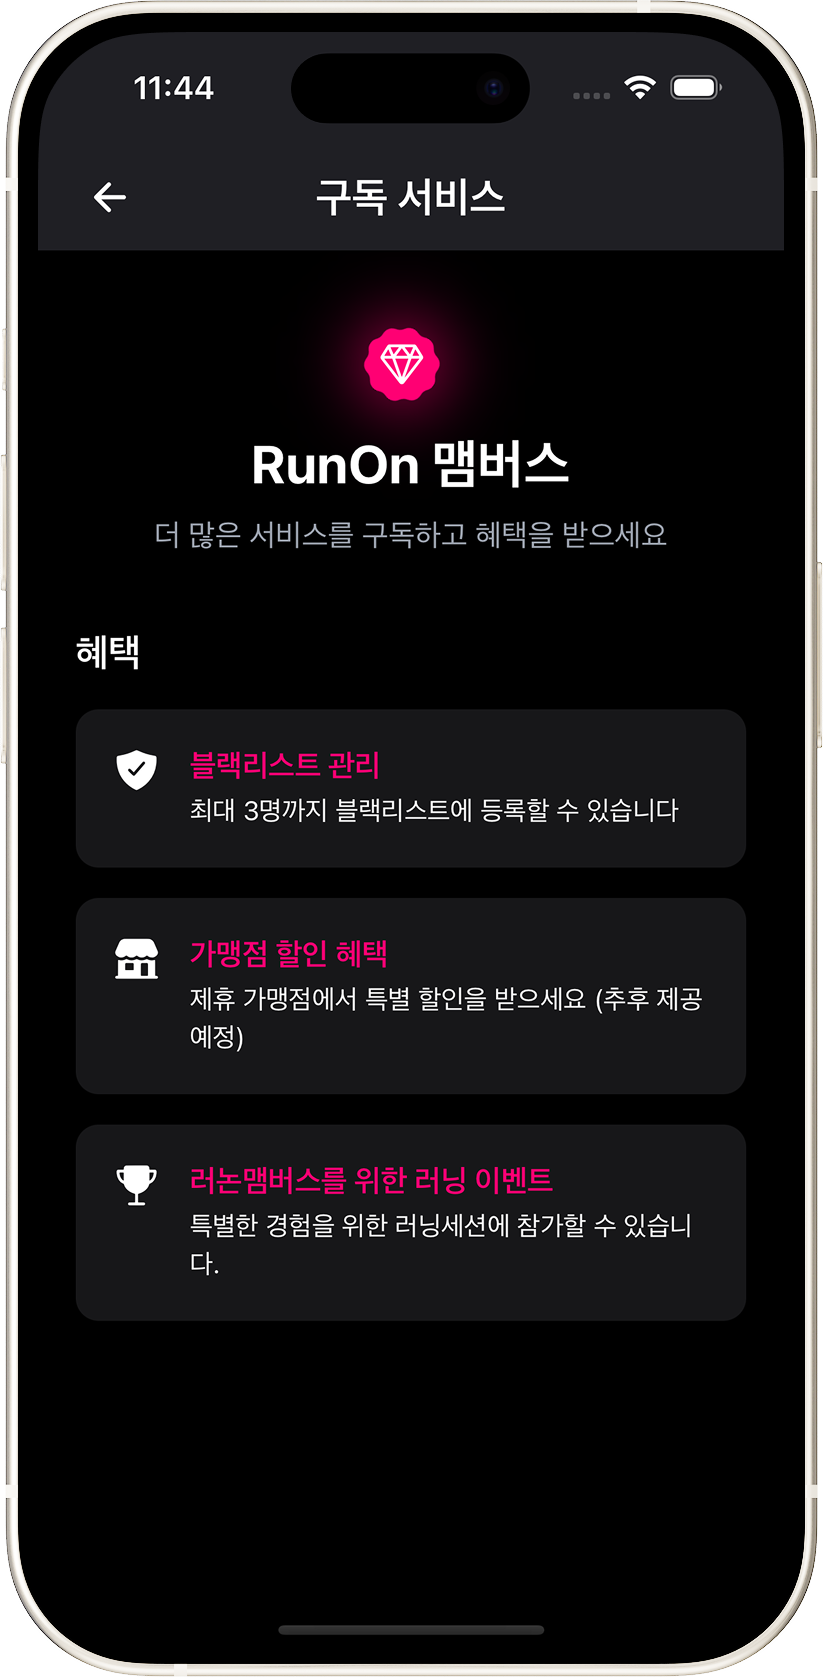 11:44
구독 서비스
RunOn 맴버스
더 많은 서비스를 구독하고 혜택을 받으세요
혜택
블랙리스트 관리
최대 3명까지 블랙리스트에 등록할 수 있습니다
가맹점 할인 혜택
제휴 가맹점에서 특별 할인을 받으세요 (추후 제공
예정)
러논맴버스를 위한 러닝 이벤트
특별한 경험을 위한 러닝세션에 참가할 수 있습니
다.